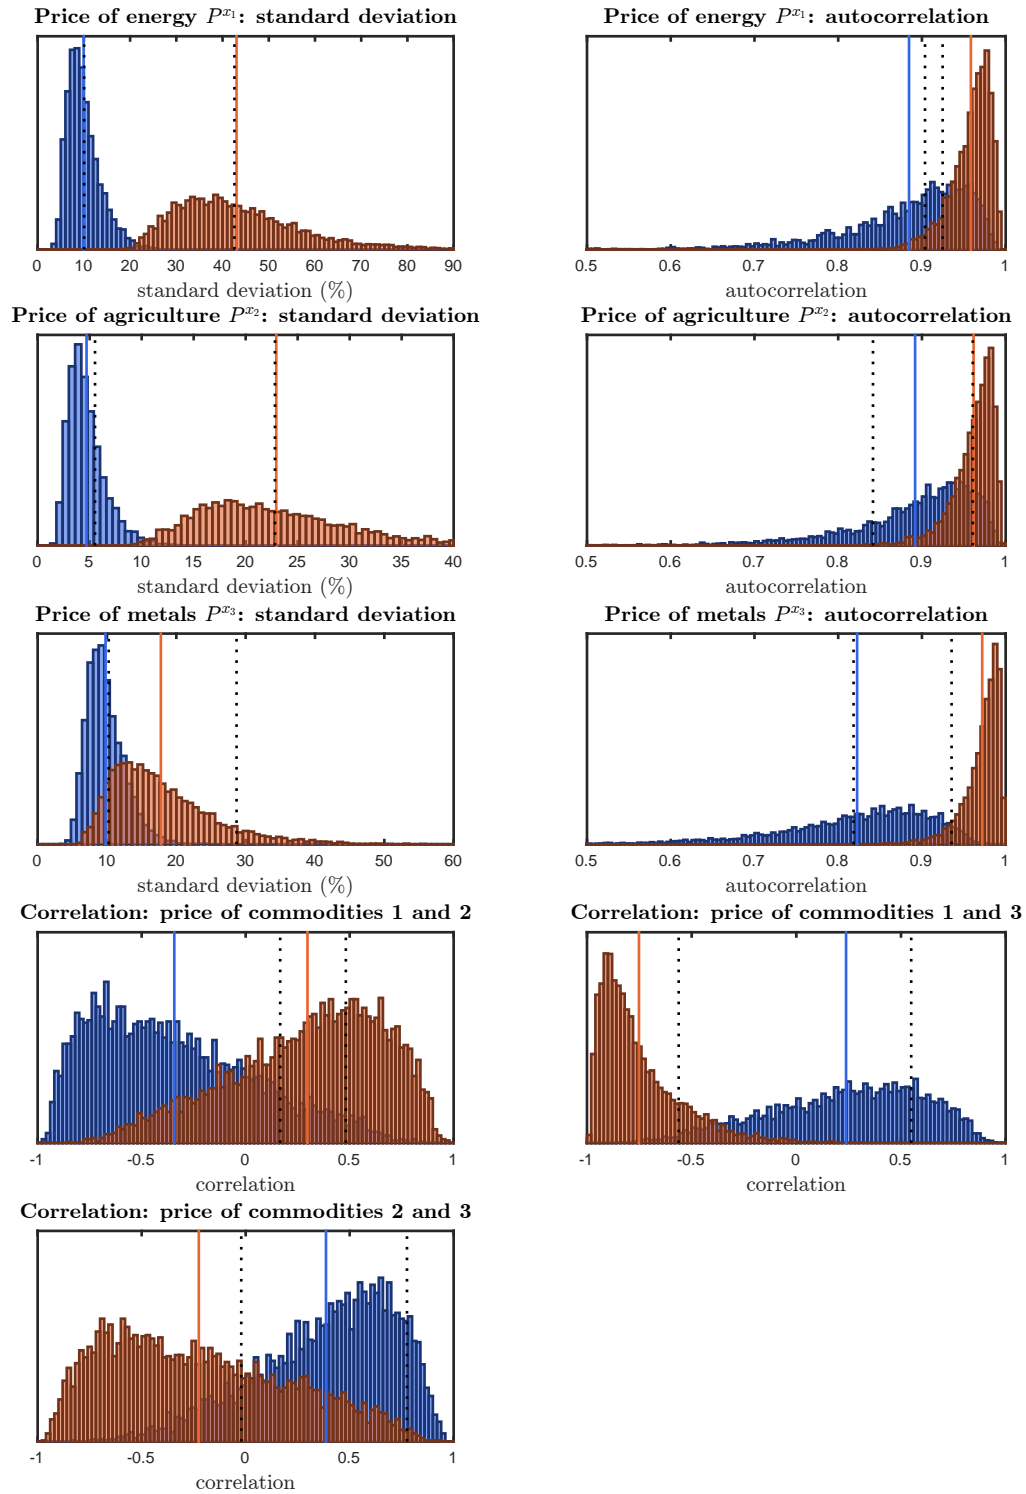 Price of energy P^{x_1}: standard deviation
0 10 20 30 40 50 60 70 80 90
standard deviation (%)
Price of energy P^{x_1}: autocorrelation
0.5 0.6 0.7 0.8 0.9 1
autocorrelation
Price of agriculture P^{x_2}: standard deviation
0 5 10 15 20 25 30 35 40
standard deviation (%)
Price of agriculture P^{x_2}: autocorrelation
0.5 0.6 0.7 0.8 0.9 1
autocorrelation
Price of metals P^{x_3}: standard deviation
0 10 20 30 40 50 60
standard deviation (%)
Price of metals P^{x_3}: autocorrelation
0.5 0.6 0.7 0.8 0.9 1
autocorrelation
Correlation: price of commodities 1 and 2
-1 -0.5 0 0.5 1
correlation
Correlation: price of commodities 1 and 3
-1 -0.5 0 0.5 1
correlation
Correlation: price of commodities 2 and 3
-1 -0.5 0 0.5 1
correlation